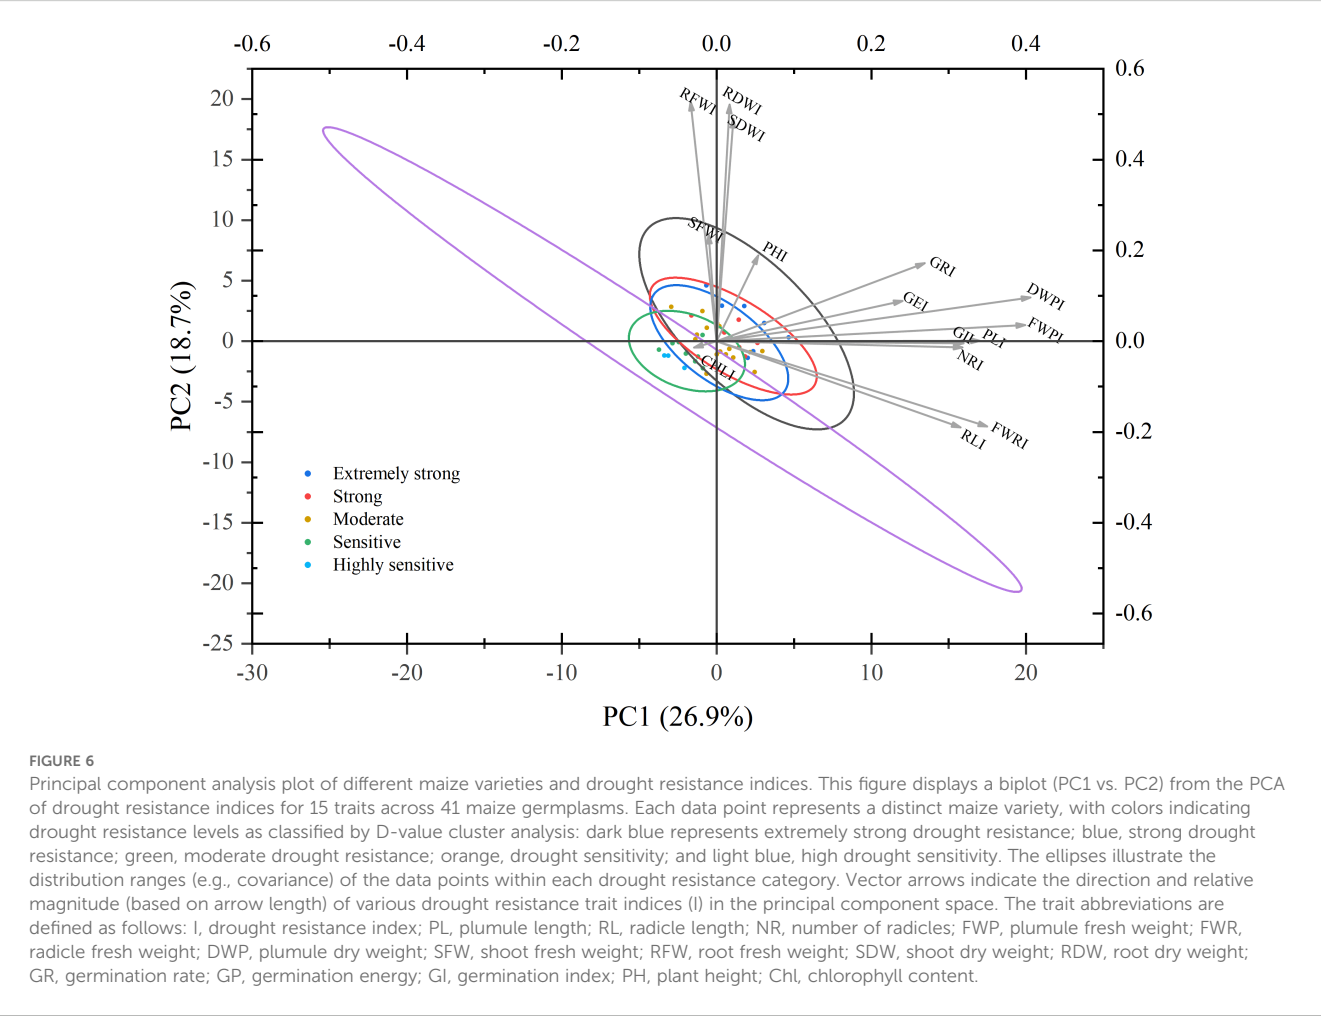 -0.6 -0.4 -0.2 0.0 0.2 0.4
0.6
0.4
0.2
0.0
-0.2
-0.4
-0.6
20
15
10
5
0
-5
-10
-15
-20
-25
PC2 (18.7%)
RFWI
RDWI
SDWI
SFWI
PHI
GRI
GEI
DWPI
FWPI
GII
PLI
NRI
CHLI
FWRI
RLI
Extremely strong
Strong
Moderate
Sensitive
Highly sensitive
-30 -20 -10 0 10 20
PC1 (26.9%)
FIGURE 6
Principal component analysis plot of different maize varieties and drought resistance indices. This figure displays a biplot (PC1 vs. PC2) from the PCA
of drought resistance indices for 15 traits across 41 maize germplasms. Each data point represents a distinct maize variety, with colors indicating
drought resistance levels as classified by D-value cluster analysis: dark blue represents extremely strong drought resistance; blue, strong drought
resistance; green, moderate drought resistance; orange, drought sensitivity; and light blue, high drought sensitivity. The ellipses illustrate the
distribution ranges (e.g., covariance) of the data points within each drought resistance category. Vector arrows indicate the direction and relative
magnitude (based on arrow length) of various drought resistance trait indices (I) in the principal component space. The trait abbreviations are
defined as follows: I, drought resistance index; PL, plumule length; RL, radicle length; NR, number of radicles; FWP, plumule fresh weight; FWR,
radicle fresh weight; DWP, plumule dry weight; SFW, shoot fresh weight; RFW, root fresh weight; SDW, shoot dry weight; RDW, root dry weight;
GR, germination rate; GP, germination energy; GI, germination index; PH, plant height; Chl, chlorophyll content.